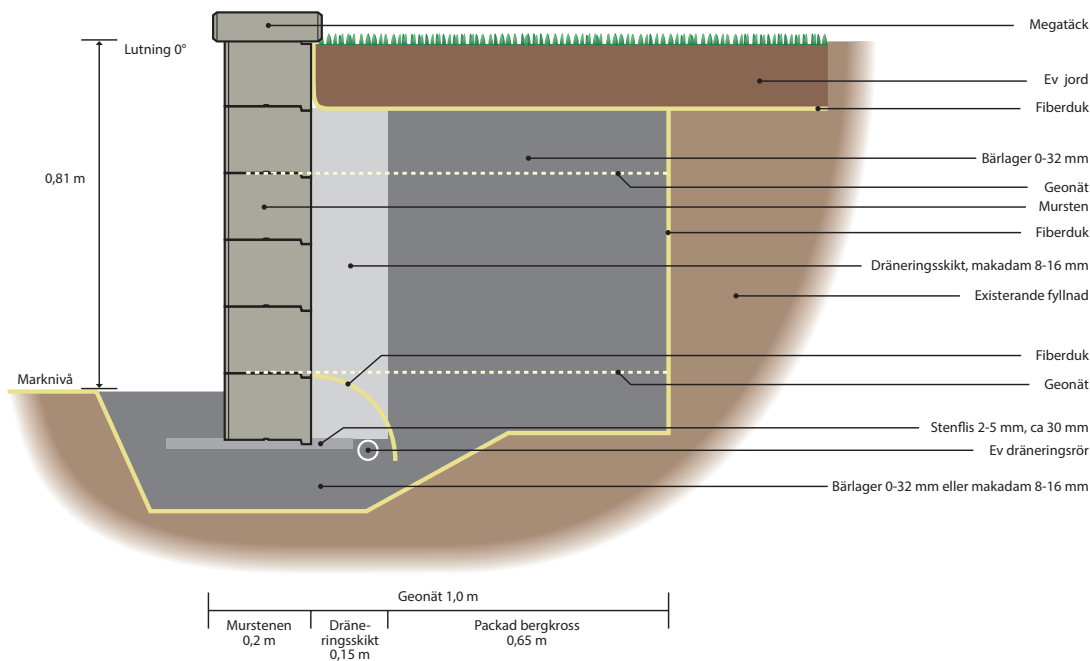 Megatäck
Lutning 0°
Ev jord
Fiberduk
Bärlager 0-32 mm
0,81 m
Geonät
Mursten
Fiberduk
Dräneringsskikt, makadam 8-16 mm
Existerande fyllnad
Fiberduk
Marknivå
Geonät
Stenflis 2-5 mm, ca 30 mm
Ev dräneringsrör
Bärlager 0-32 mm eller makadam 8-16 mm
Geonät 1,0 m
Murstenen
0,2 m
Dräne-
ringsskikt
0,15 m
Packad bergkross
0,65 m